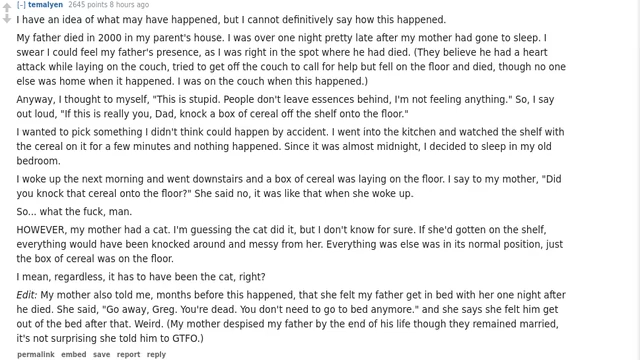 [-] temalyen 2645 points 8 hours ago
I have an idea of what may have happened, but I cannot definitively say how this happened.
My father died in 2000 in my parent's house. I was over one night pretty late after my mother had gone to sleep. I
swear I could feel my father's presence, as I was right in the spot where he had died. (They believe he had a heart
attack while laying on the couch, tried to get off the couch to call for help but fell on the floor and died, though no one
else was home when it happened. I was on the couch when this happened.)
Anyway, I thought to myself, "This is stupid. People don't leave essences behind, I'm not feeling anything." So, I say
out loud, "If this is really you, Dad, knock a box of cereal off the shelf onto the floor."
I wanted to pick something I didn't think could happen by accident. I went into the kitchen and watched the shelf with
the cereal on it for a few minutes and nothing happened. Since it was almost midnight, I decided to sleep in my old
bedroom.
I woke up the next morning and went downstairs and a box of cereal was laying on the floor. I say to my mother, "Did
you knock that cereal onto the floor?" She said no, it was like that when she woke up.
So... what the fuck, man.
HOWEVER, my mother had a cat. I'm guessing the cat did it, but I don't know for sure. If she'd gotten on the shelf,
everything would have been knocked around and messy from her. Everything was else was in its normal position, just
the box of cereal was on the floor.
I mean, regardless, it has to have been the cat, right?
Edit: My mother also told me, months before this happened, that she felt my father get in bed with her one night after
he died. She said, "Go away, Greg. You're dead. You don't need to go to bed anymore." and she says she felt him get
out of the bed after that. Weird. (My mother despised my father by the end of his life though they remained married,
it's not surprising she told him to GTFO.)
permalink embed save report reply